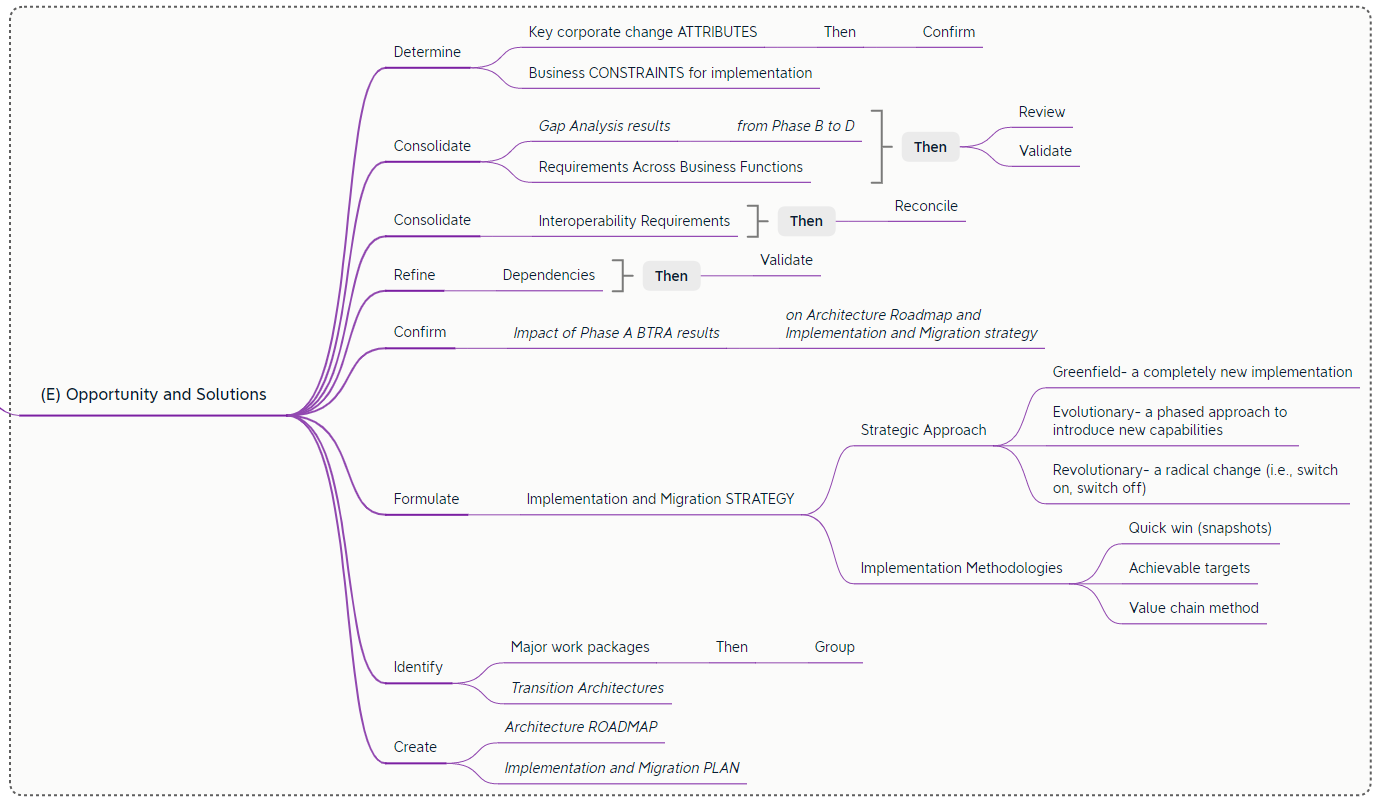 Key corporate change ATTRIBUTES Then Confirm
Determine
Business CONSTRAINTS for implementation
Gap Analysis results from Phase B to D
Consolidate
Requirements Across Business Functions
Then
Review
Validate
Consolidate
Interoperability Requirements
Then
Reconcile
Refine
Dependencies
Then
Validate
Confirm
Impact of Phase A BTRA results
on Architecture Roadmap and
Implementation and Migration strategy
(E) Opportunity and Solutions
Formulate
Implementation and Migration STRATEGY
Strategic Approach
Greenfield- a completely new implementation
Evolutionary- a phased approach to
introduce new capabilities
Revolutionary- a radical change (i.e., switch
on, switch off)
Implementation Methodologies
Quick win (snapshots)
Achievable targets
Value chain method
Identify
Major work packages Then Group
Transition Architectures
Create
Architecture ROADMAP
Implementation and Migration PLAN